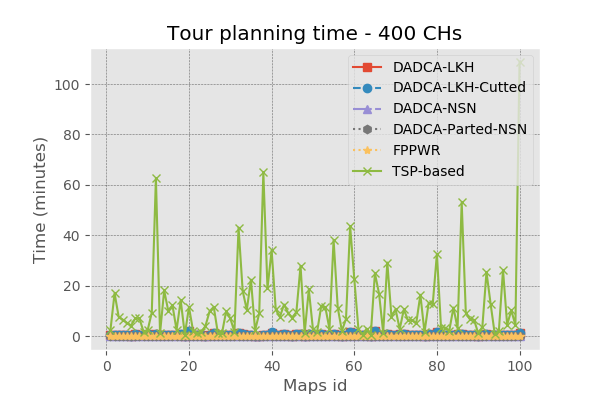 Tour planning time - 400 CHs
DADCA-LKH
DADCA-LKH-Cutted
DADCA-NSN
DADCA-Parted-NSN
FPPWR
TSP-based
Time (minutes)
100
80
60
40
20
0
0 20 40 60 80 100
Maps id